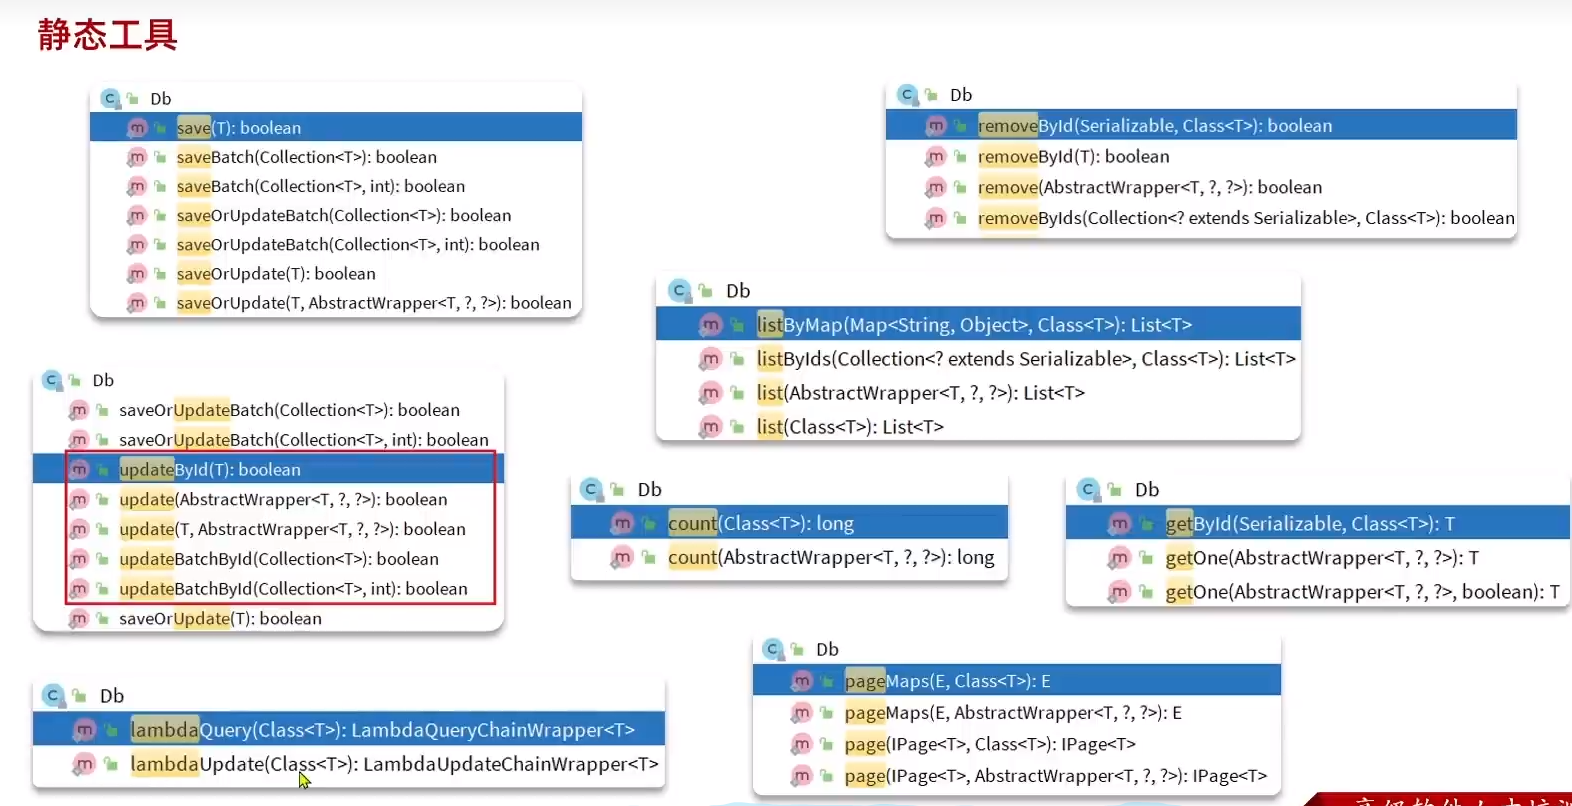 静态工具
Db
save(T): boolean
saveBatch(Collection<T>): boolean
saveBatch(Collection<T>, int): boolean
saveOrUpdateBatch(Collection<T>): boolean
saveOrUpdateBatch(Collection<T>, int): boolean
saveOrUpdate(T): boolean
saveOrUpdate(T, AbstractWrapper<T, ?, ?>): boolean
Db
removeById(Serializable, Class<T>): boolean
removeById(T): boolean
remove(AbstractWrapper<T, ?, ?>): boolean
removeByIds(Collection<? extends Serializable>, Class<T>): boolean
Db
listByMap(Map<String, Object>, Class<T>): List<T>
listByIds(Collection<? extends Serializable>, Class<T>): List<T>
list(AbstractWrapper<T, ?, ?>): List<T>
list(Class<T>): List<T>
Db
saveOrUpdateBatch(Collection<T>): boolean
saveOrUpdateBatch(Collection<T>, int): boolean
updateById(T): boolean
update(AbstractWrapper<T, ?, ?>): boolean
update(T, AbstractWrapper<T, ?, ?>): boolean
updateBatchById(Collection<T>): boolean
updateBatchById(Collection<T>, int): boolean
saveOrUpdate(T): boolean
Db
count(Class<T>): long
count(AbstractWrapper<T, ?, ?>): long
Db
getById(Serializable, Class<T>): T
getOne(AbstractWrapper<T, ?, ?>): T
getOne(AbstractWrapper<T, ?, ?>, boolean): T
Db
lambdaQuery(Class<T>): LambdaQueryChainWrapper<T>
lambdaUpdate(Class<T>): LambdaUpdateChainWrapper<T>
Db
pageMaps(E, Class<T>): E
pageMaps(E, AbstractWrapper<T, ?, ?>): E
page(IPage<T>, Class<T>): IPage<T>
page(IPage<T>, AbstractWrapper<T, ?, ?>): IPage<T>